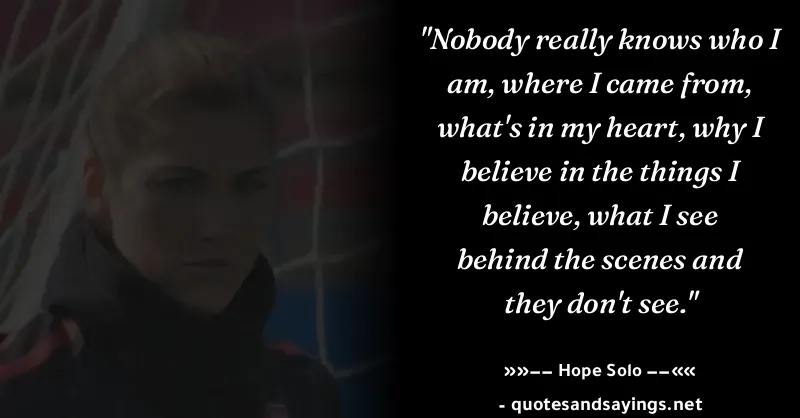 "Nobody really knows who I
am, where I came from,
what's in my heart, why I
believe in the things I
believe, what I see
behind the scenes and
they don't see."
»»−− Hope Solo −−««
- quotesandsayings.net